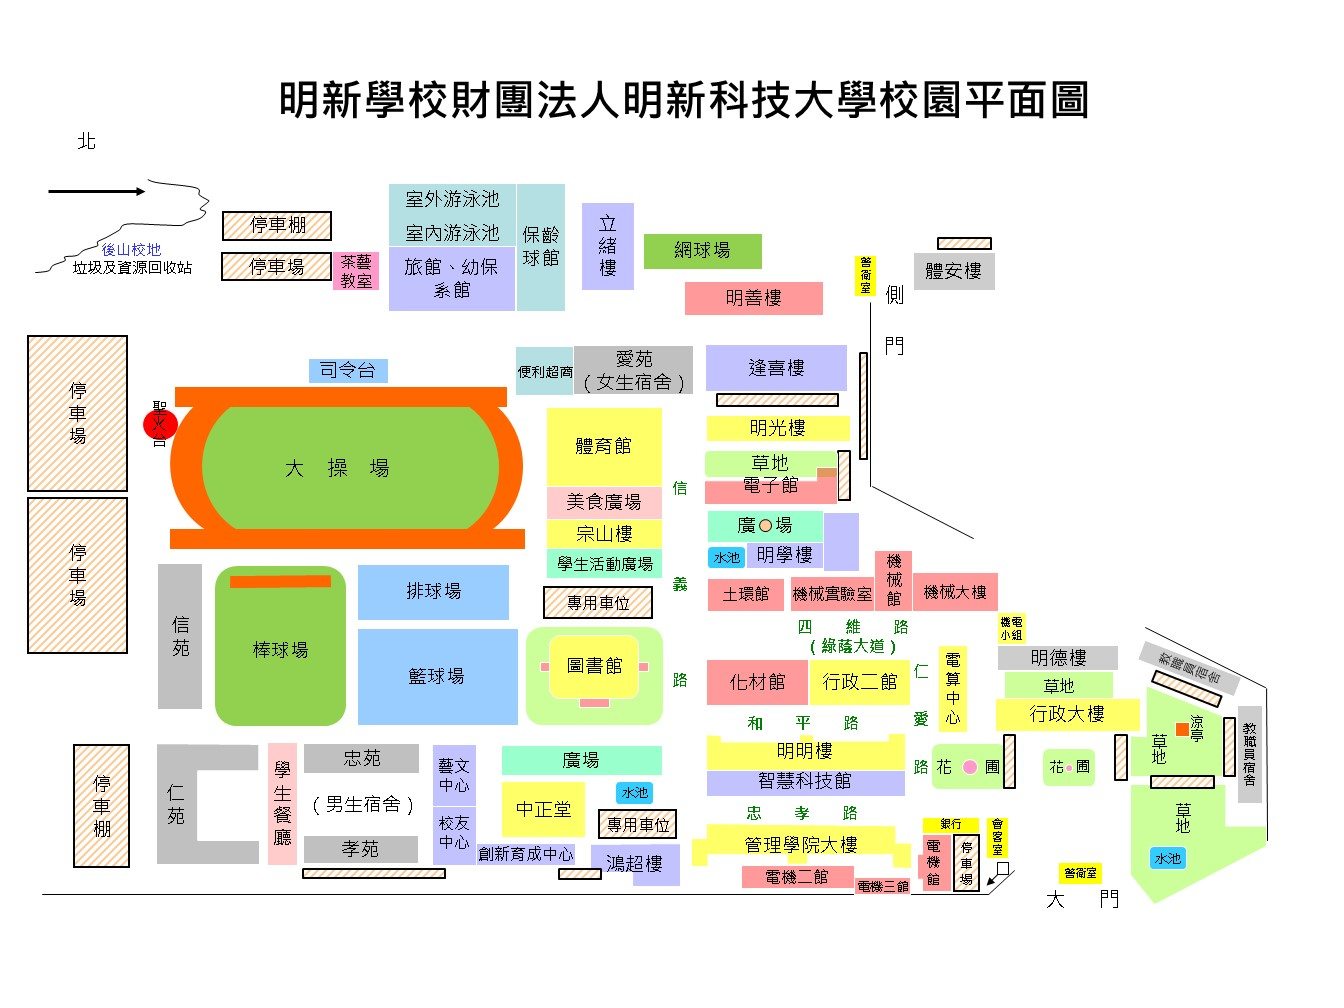 明新學校財團法人明新科技大學校園平面圖
北
後山校地
垃圾及資源回收站
停車棚
停車場
茶藝
教室
室外游泳池
室內游泳池
旅館、幼保
系館
保齡
球館
立緒樓
網球場
明善樓
警衛室
體安樓
側門
停車場
停車場
聖火台
司令台
大操場
便利超商
愛苑
(女生宿舍)
逢喜樓
明光樓
草地
電子館
體育館
美食廣場
宗山樓
學生活動廣場
專用車位
信義路
廣場
水池
明學樓
土環館
機械實驗室
機械館
機械大樓
信苑
棒球場
排球場
籃球場
圖書館
四維路
(綠蔭大道)
化材館
行政二館
仁愛路
電算中心
機電
小組
明德樓
草地
行政大樓
教職員宿舍
涼亭
草地
教職員宿舍
和平路
明明樓
智慧科技館
花圃
花圃
停車棚
仁苑
學生餐廳
忠苑
(男生宿舍)
孝苑
藝文
中心
校友
中心
廣場
中正堂
水池
專用車位
創新育成中心
鴻超樓
忠孝路
管理學院大樓
電機二館
電機三館
銀行
電機館
停車場
會客室
警衛室
大門
草地
水池